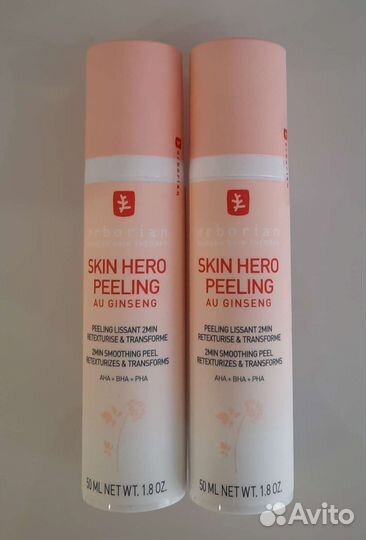 erborian
SKIN HERO
PEELING
AU GINSENG
PEELING LISSANT 2MIN
RETEXTURISE & TRANSFORME
2MIN SMOOTHING PEEL
RETEXTURIZES & TRANSFORMS
AHA + BHA + PHA
50 ML NET WT. 1.8 OZ.
erborian
erborian
SKIN HERO
PEELING
AU GINSENG
PEELING LISSANT 2MIN
RETEXTURISE & TRANSFORME
2MIN SMOOTHING PEEL
RETEXTURIZES & TRANSFORMS
AHA + BHA + PHA
50 ML NET WT. 1.8 OZ.
erborian
Avito